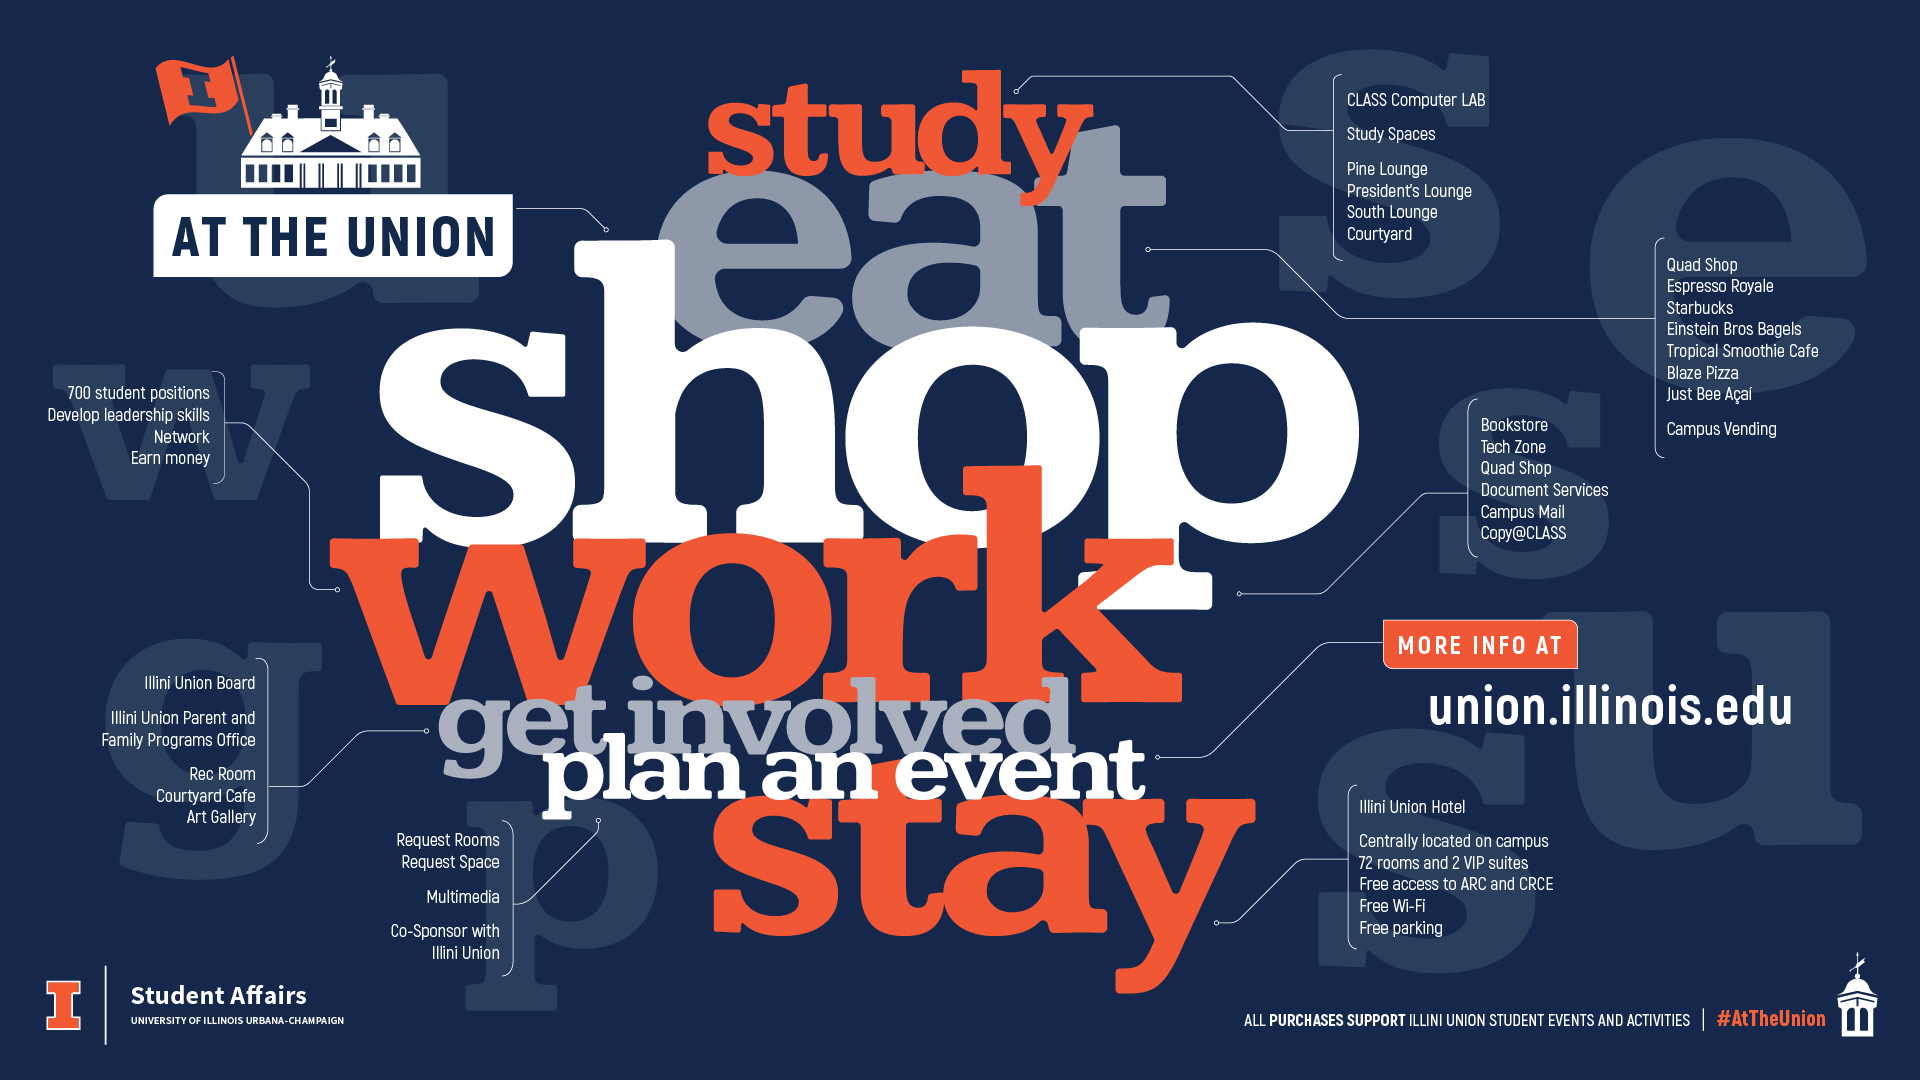 I
AT THE UNION
study
eat
shop
work
get involved
plan an event
stay
CLASS Computer LAB
Study Spaces
Pine Lounge
President's Lounge
South Lounge
Courtyard
Quad Shop
Espresso Royale
Starbucks
Einstein Bros Bagels
Tropical Smoothie Cafe
Blaze Pizza
Just Bee Açaí
Campus Vending
Bookstore
Tech Zone
Quad Shop
Document Services
Campus Mail
Copy@CLASS
700 student positions
Develop leadership skills
Network
Earn money
Illini Union Board
Illini Union Parent and
Family Programs Office
Rec Room
Courtyard Cafe
Art Gallery
Request Rooms
Request Space
Multimedia
Co-Sponsor with
Illini Union
MORE INFO AT
union.illinois.edu
Illini Union Hotel
Centrally located on campus
72 rooms and 2 VIP suites
Free access to ARC and CRCE
Free Wi-Fi
Free parking
u
s
e
w
s
g
u
p
s
I
Student Affairs
UNIVERSITY OF ILLINOIS URBANA-CHAMPAIGN
ALL PURCHASES SUPPORT ILLINI UNION STUDENT EVENTS AND ACTIVITIES | #AtTheUnion